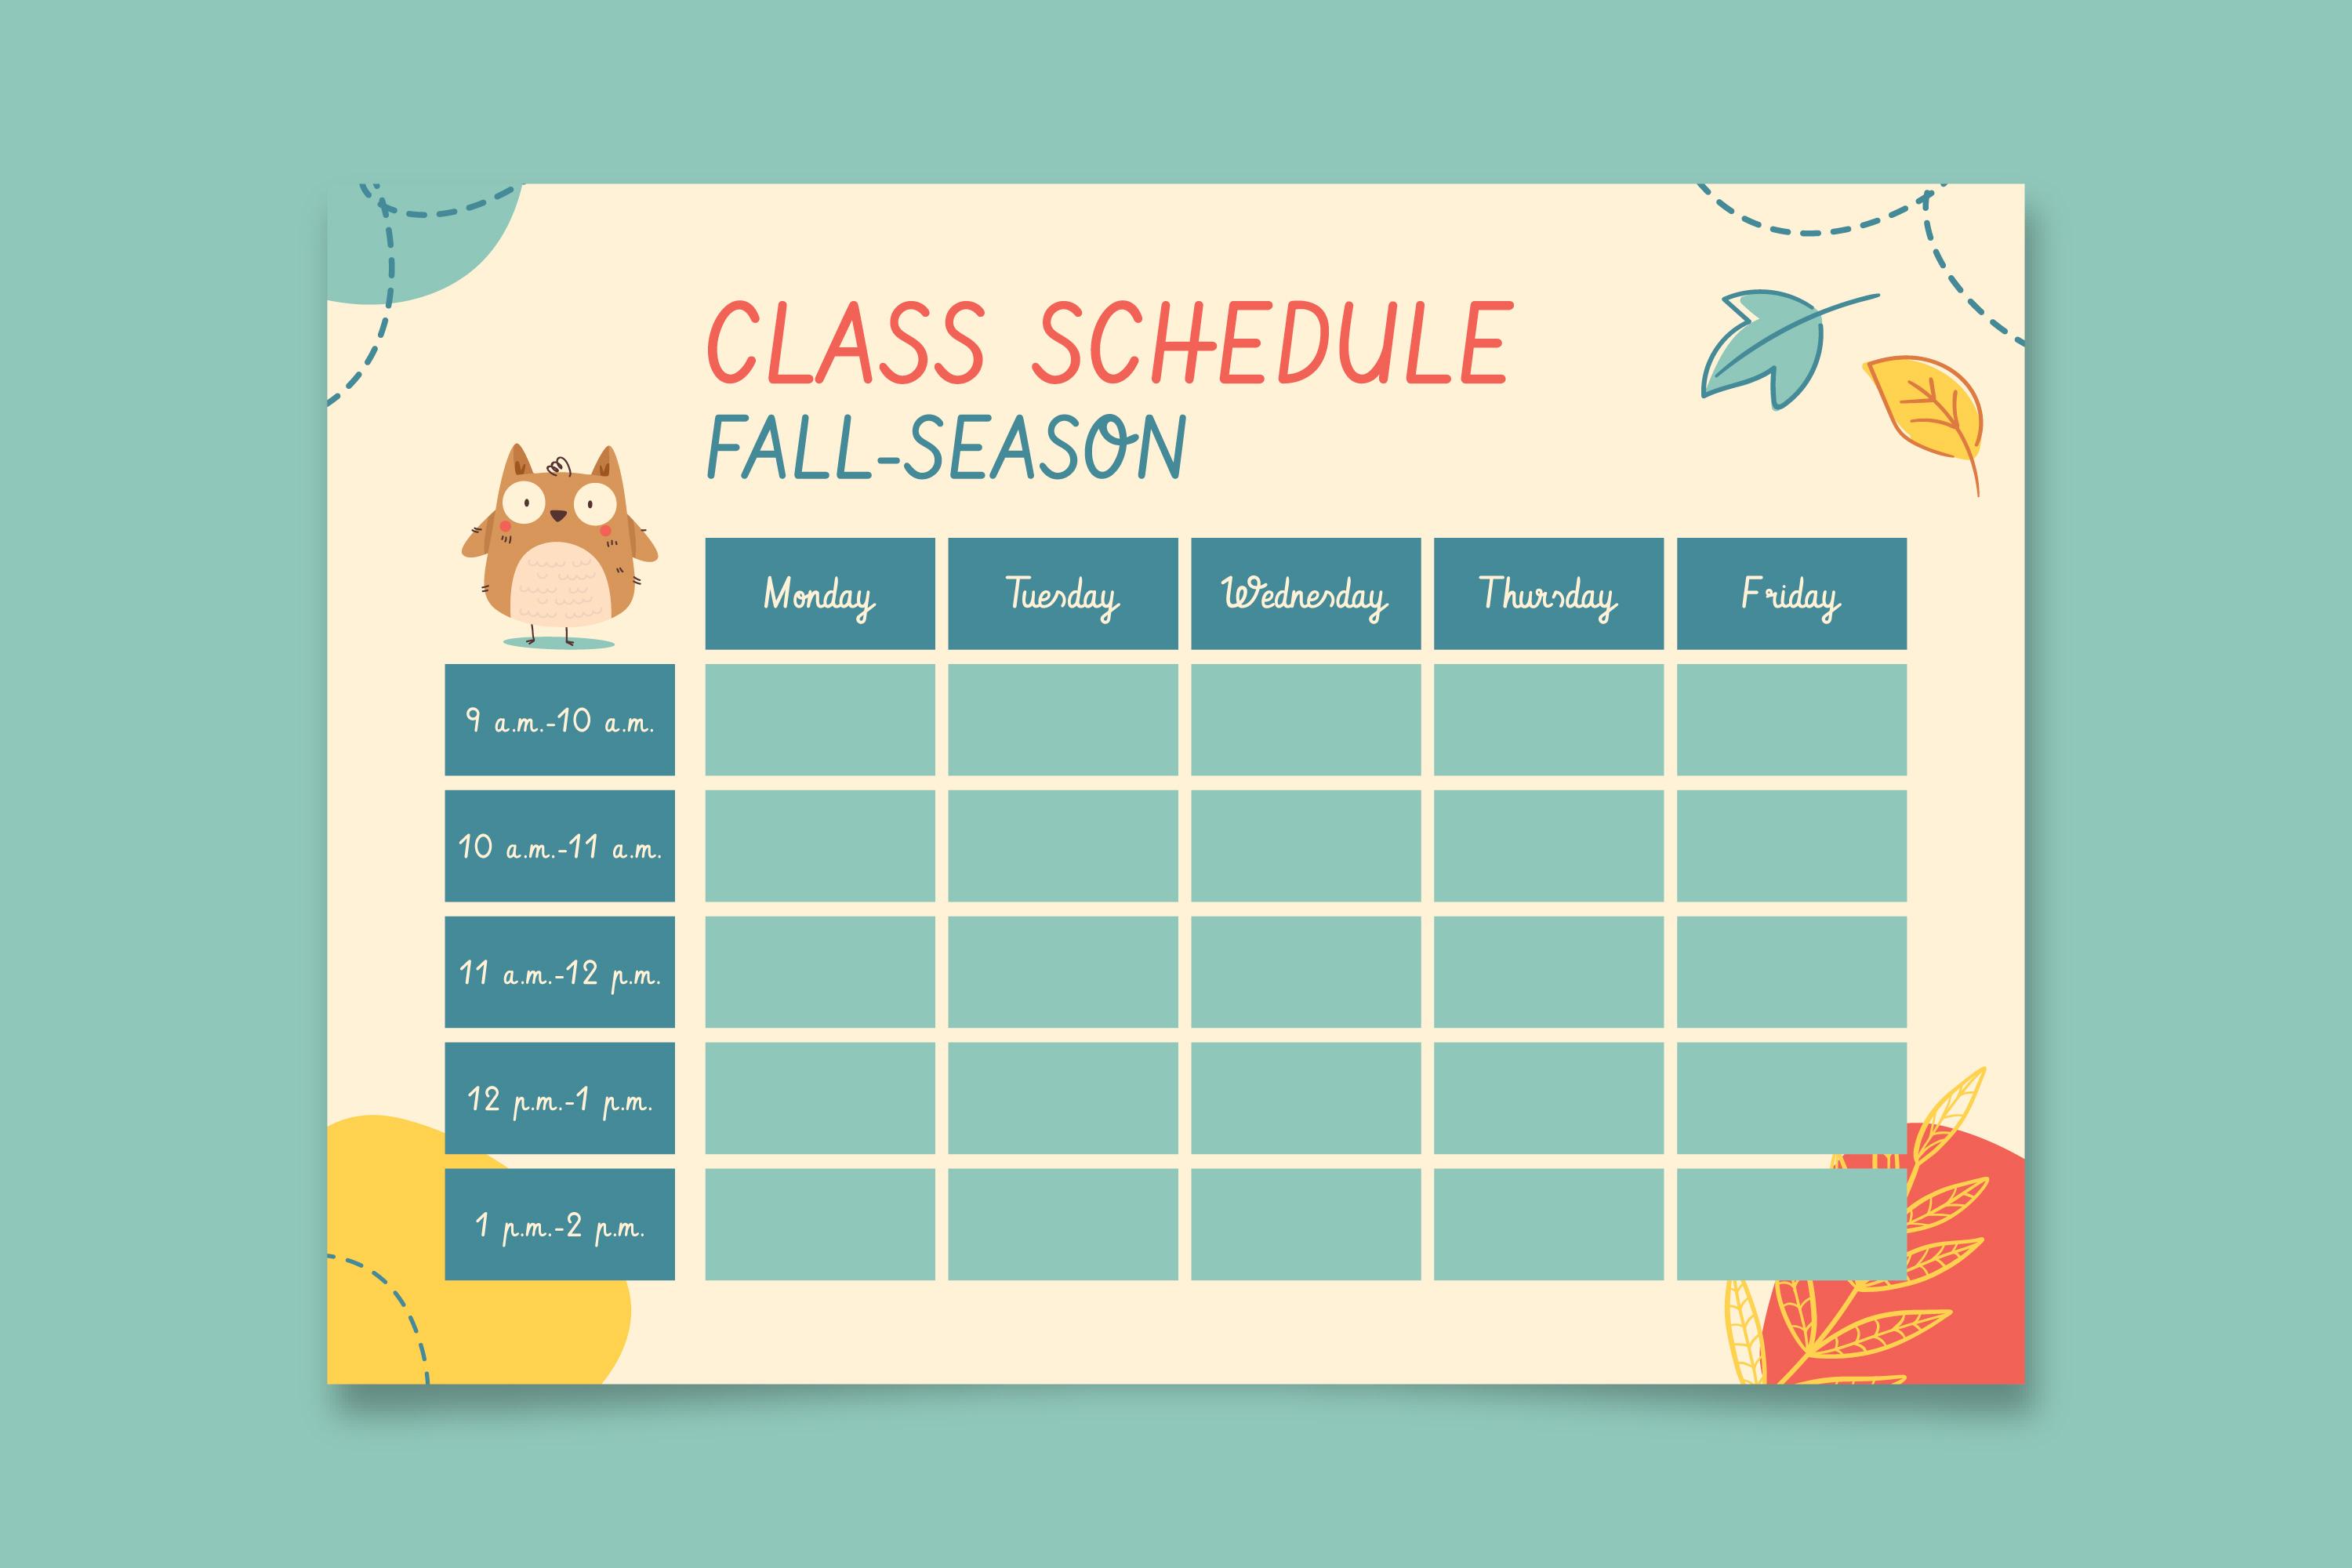 CLASS SCHEDULE
FALL-SEASON
Monday Tuesday Wednesday Thursday Friday
9 a.m.-10 a.m.
10 a.m.-11 a.m.
11 a.m.-12 p.m.
12 p.m.-1 p.m.
1 p.m.-2 p.m.